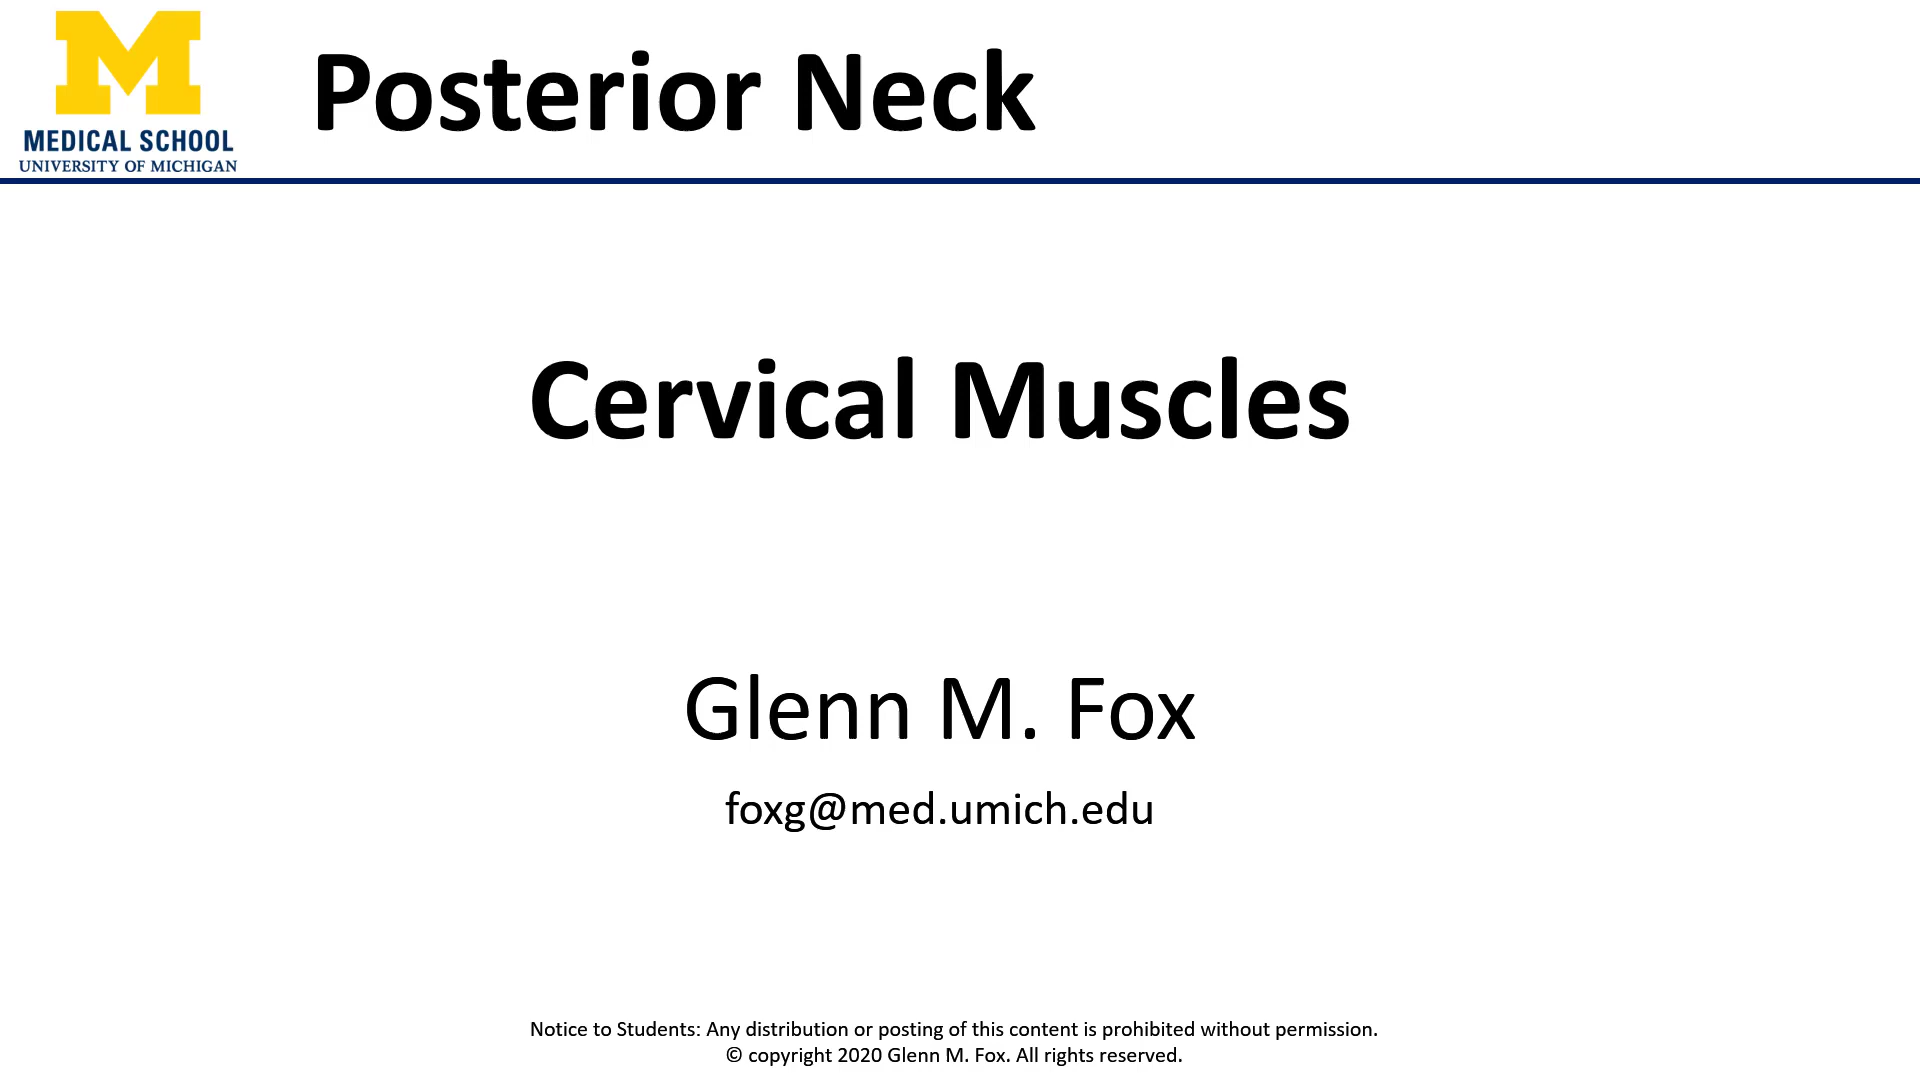 M
MEDICAL SCHOOL
UNIVERSITY OF MICHIGAN
Posterior Neck
Cervical Muscles
Glenn M. Fox
foxg@med.umich.edu
Notice to Students: Any distribution or posting of this content is prohibited without permission.
© copyright 2020 Glenn M. Fox. All rights reserved.